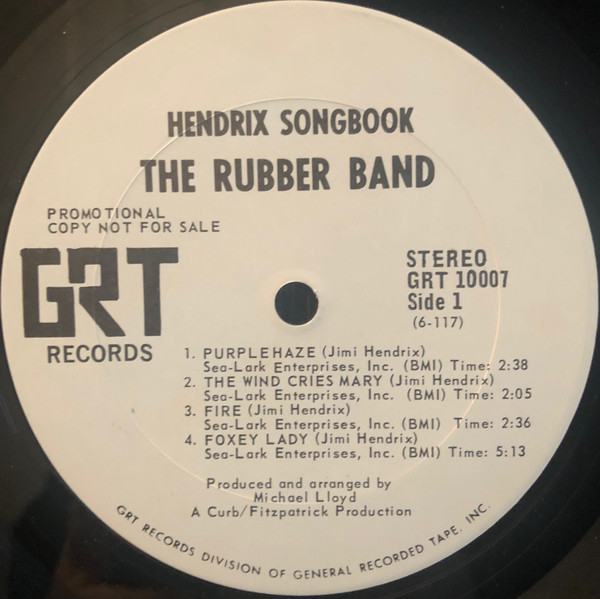 HENDRIX SONGBOOK
THE RUBBER BAND
PROMOTIONAL
COPY NOT FOR SALE
GRT
RECORDS
STEREO
GRT 10007
Side 1
(6-117)
1. PURPLE HAZE (Jimi Hendrix)
Sea-Lark Enterprises, Inc. (BMI) Time: 2:38
2. THE WIND CRIES MARY (Jimi Hendrix)
Sea-Lark Enterprises, Inc. (BMI) Time: 2:05
3. FIRE (Jimi Hendrix)
Sea-Lark Enterprises, Inc. (BMI) Time: 2:36
4. FOXEY LADY (Jimi Hendrix)
Sea-Lark Enterprises, Inc. (BMI) Time: 5:13
Produced and arranged by
Michael Lloyd
A Curb/Fitzpatrick Production
GRT RECORDS DIVISION OF GENERAL RECORDED TAPE, INC.